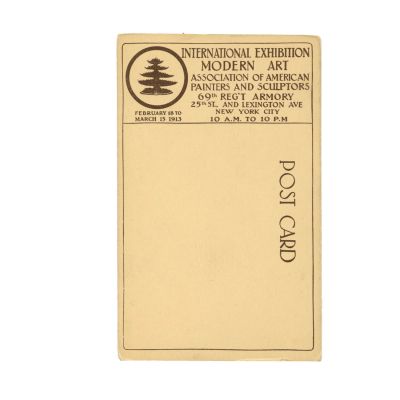 INTERNATIONAL EXHIBITION
MODERN ART
ASSOCIATION OF AMERICAN
PAINTERS AND SCULPTORS
69th REG'T ARMORY
25th ST. AND LEXINGTON AVE
NEW YORK CITY
10 A.M. TO 10 P.M
FEBRUARY 18 TO
MARCH 15 1913
POST CARD